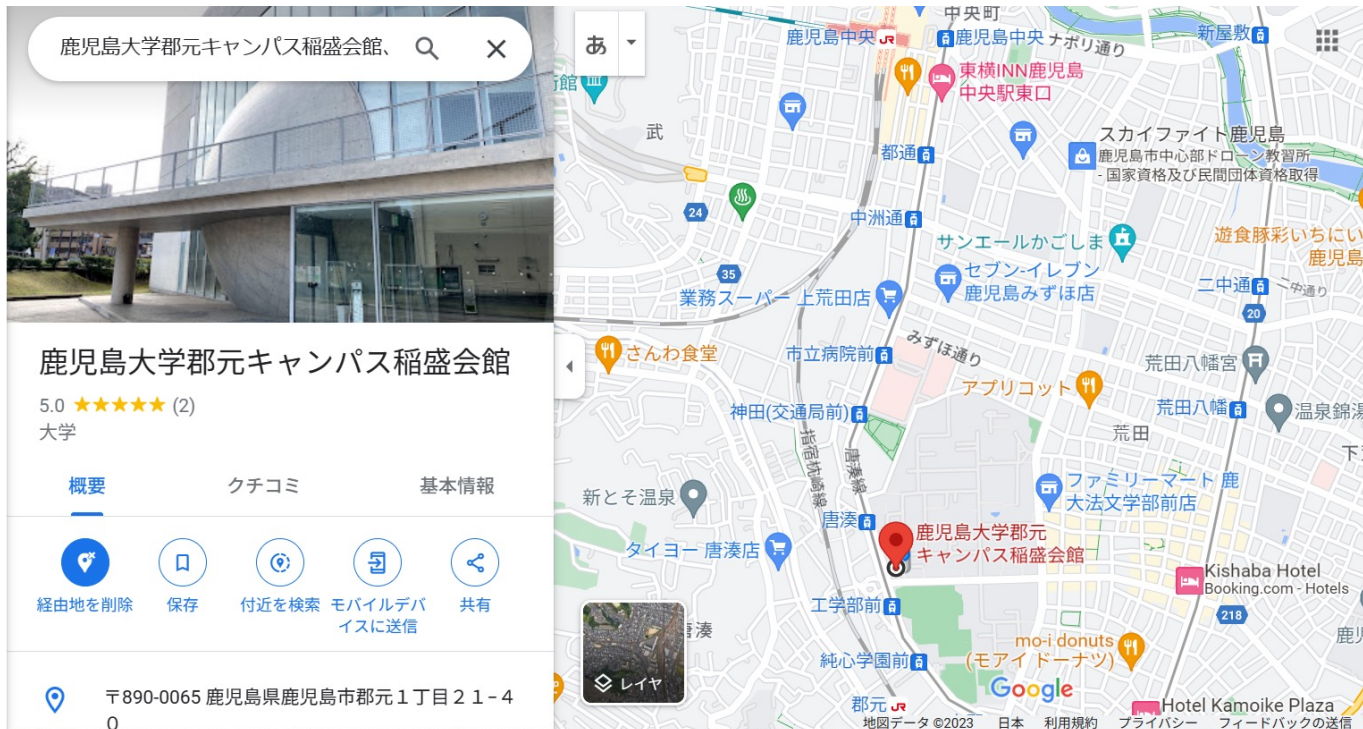 鹿児島大学郡元キャンパス稲盛会館、
鹿児島大学郡元キャンパス稲盛会館
5.0 ★★★★★ (2)
大学
概要
クチコミ
基本情報
経由地を削除
保存
付近を検索
モバイルデバ
イスに送信
共有
〒890-0065 鹿児島県鹿児島市郡元1丁目21−4
0
あ
中央町
鹿児島中央 JR
鹿児島中央
ナポリ通り
新屋敷
館
東横INN鹿児島
中央駅東口
武
スカイファイト鹿児島
鹿児島市中心部ドローン教習所
- 国家資格及び民間団体資格取得
都通
24
中洲通
サンエールかごしま
遊食豚彩いちにい
鹿児島
35
セブン-イレブン
鹿児島みずほ店
業務スーパー 上荒田店
二中通
二中通り
20
みずほ通り
さんわ食堂
市立病院前
荒田八幡宮
アプリコット
神田(交通局前)
荒田八幡
温泉錦湯
荒田
下
指宿枕崎線
唐湊線
ファミリーマート 鹿
大法文学部前店
新とそ温泉
唐湊
鹿児島大学郡元
キャンパス稲盛会館
タイヨー 唐湊店
Kishaba Hotel
Booking.com - Hotels
工学部前
218
唐湊
鹿児
mo-i donuts
(モアイ ドーナツ)
純心学園前
レイヤ
Google
郡元 JR
Hotel Kamoike Plaza
地図データ ©2023 日本 利用規約 プライバシー フィードバックの送信